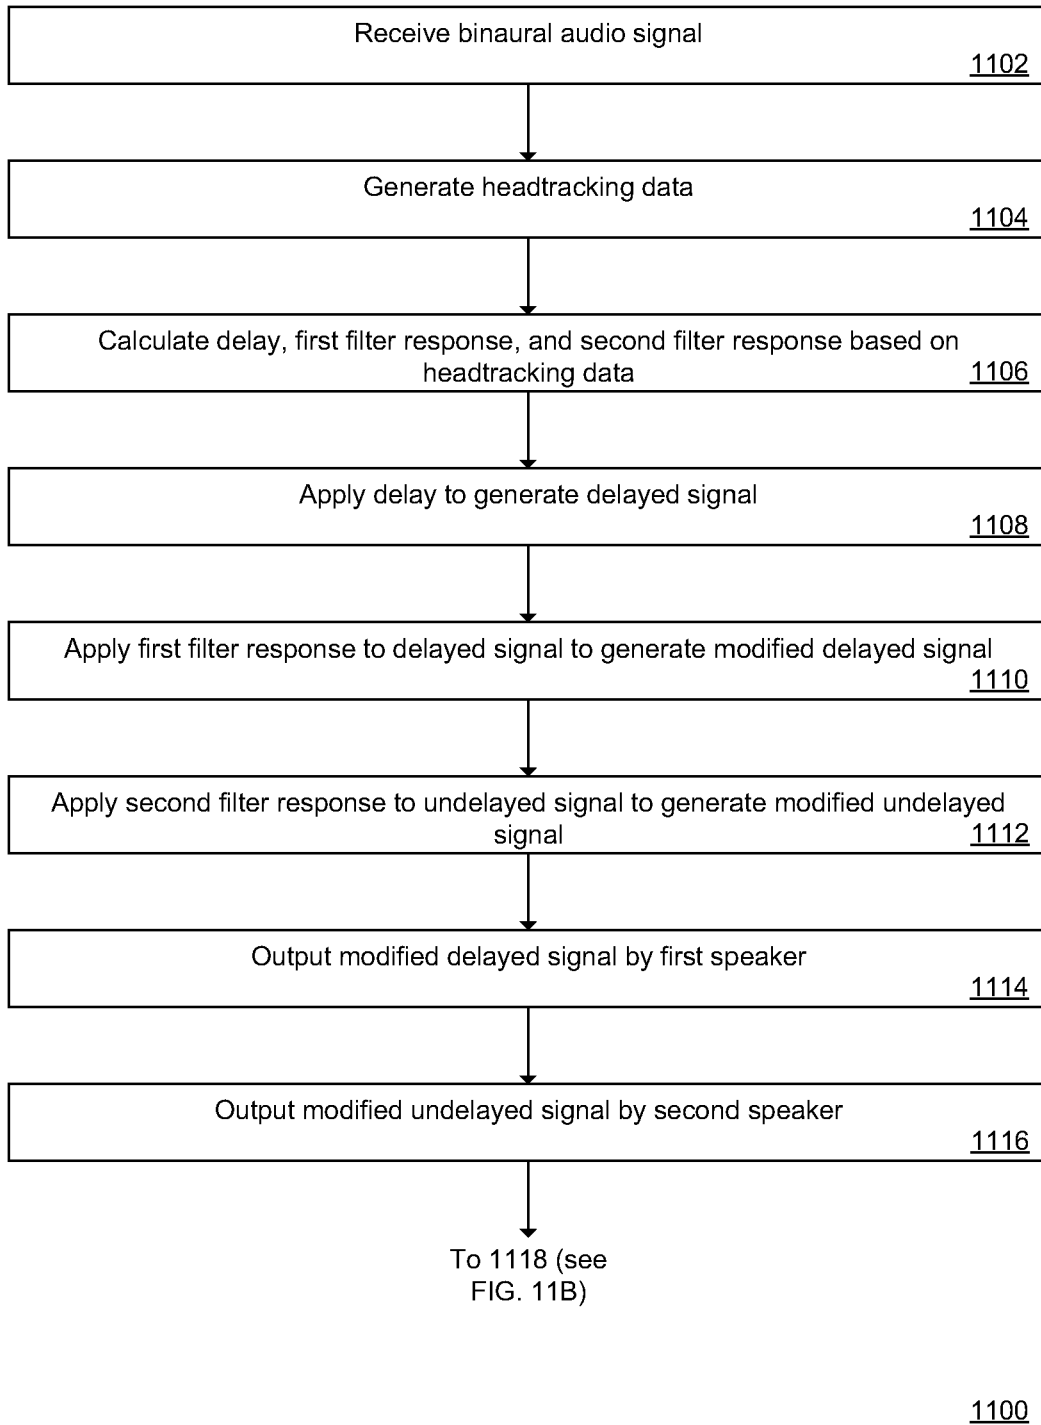 Receive binaural audio signal
1102
Generate headtracking data
1104
Calculate delay, first filter response, and second filter response based on
headtracking data
1106
Apply delay to generate delayed signal
1108
Apply first filter response to delayed signal to generate modified delayed signal
1110
Apply second filter response to undelayed signal to generate modified undelayed
signal
1112
Output modified delayed signal by first speaker
1114
Output modified undelayed signal by second speaker
1116
To 1118 (see
FIG. 11B)
1100